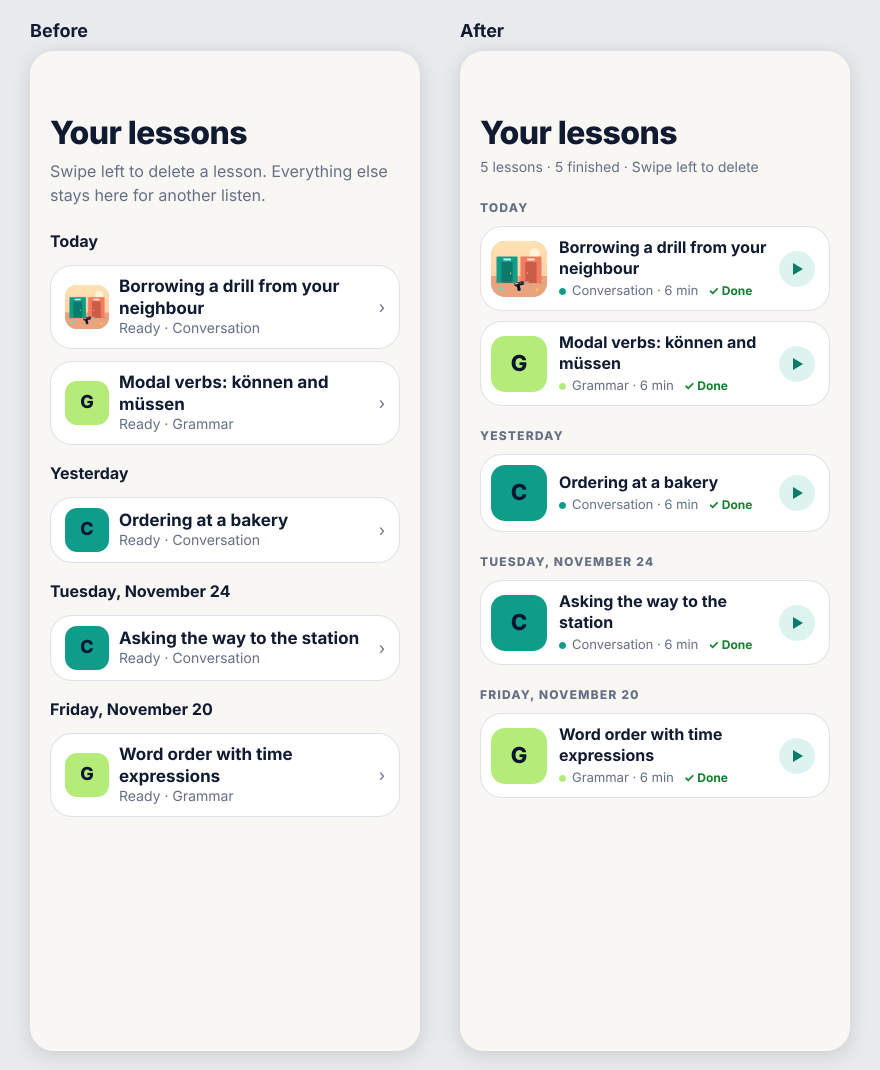 Before
Your lessons
Swipe left to delete a lesson. Everything else
stays here for another listen.
Today
Borrowing a drill from your
neighbour
Ready · Conversation
G
Modal verbs: können and
müssen
Ready · Grammar
Yesterday
C
Ordering at a bakery
Ready · Conversation
Tuesday, November 24
C
Asking the way to the station
Ready · Conversation
Friday, November 20
G
Word order with time
expressions
Ready · Grammar
After
Your lessons
5 lessons · 5 finished · Swipe left to delete
TODAY
Borrowing a drill from your
neighbour
Conversation · 6 min ✓ Done
G
Modal verbs: können and
müssen
Grammar · 6 min ✓ Done
YESTERDAY
C
Ordering at a bakery
Conversation · 6 min ✓ Done
TUESDAY, NOVEMBER 24
C
Asking the way to the
station
Conversation · 6 min ✓ Done
FRIDAY, NOVEMBER 20
G
Word order with time
expressions
Grammar · 6 min ✓ Done